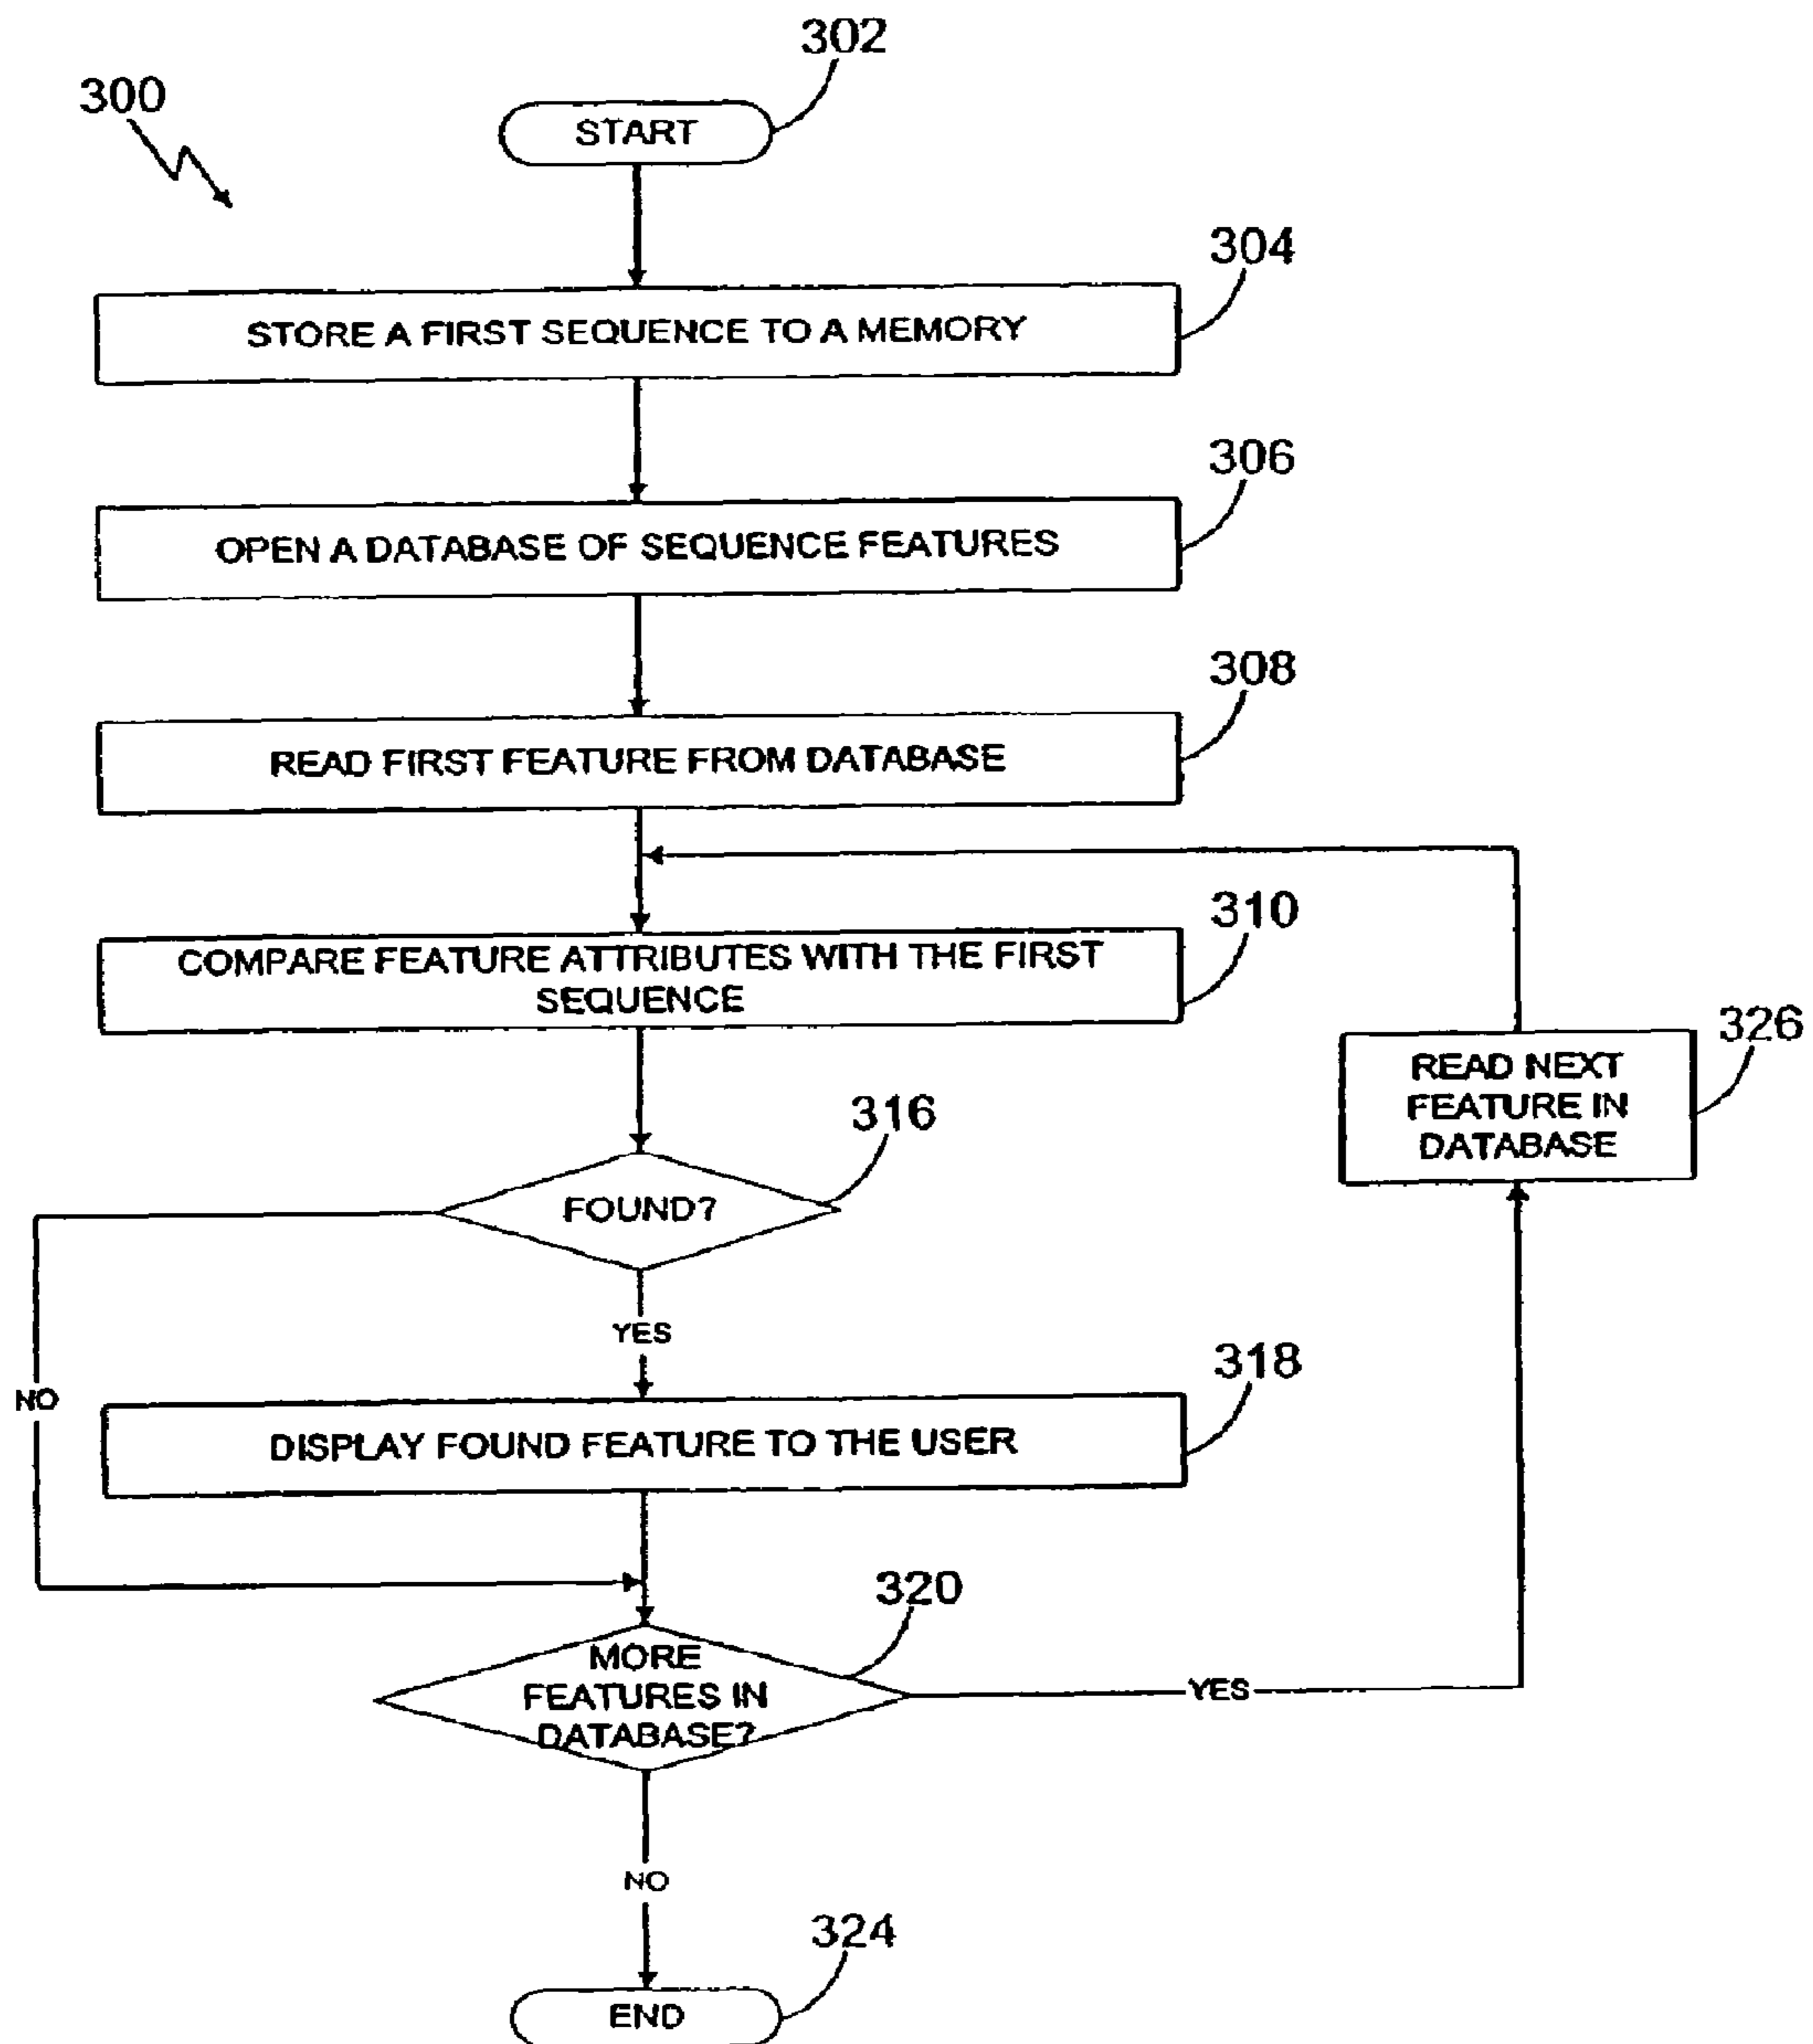 302
300
START
304
STORE A FIRST SEQUENCE TO A MEMORY
306
OPEN A DATABASE OF SEQUENCE FEATURES
308
READ FIRST FEATURE FROM DATABASE
310
COMPARE FEATURE ATTRIBUTES WITH THE FIRST
SEQUENCE
326
READ NEXT
FEATURE IN
DATABASE
316
FOUND?
YES
NO
318
DISPLAY FOUND FEATURE TO THE USER
320
MORE
FEATURES IN
DATABASE?
YES
NO
324
END